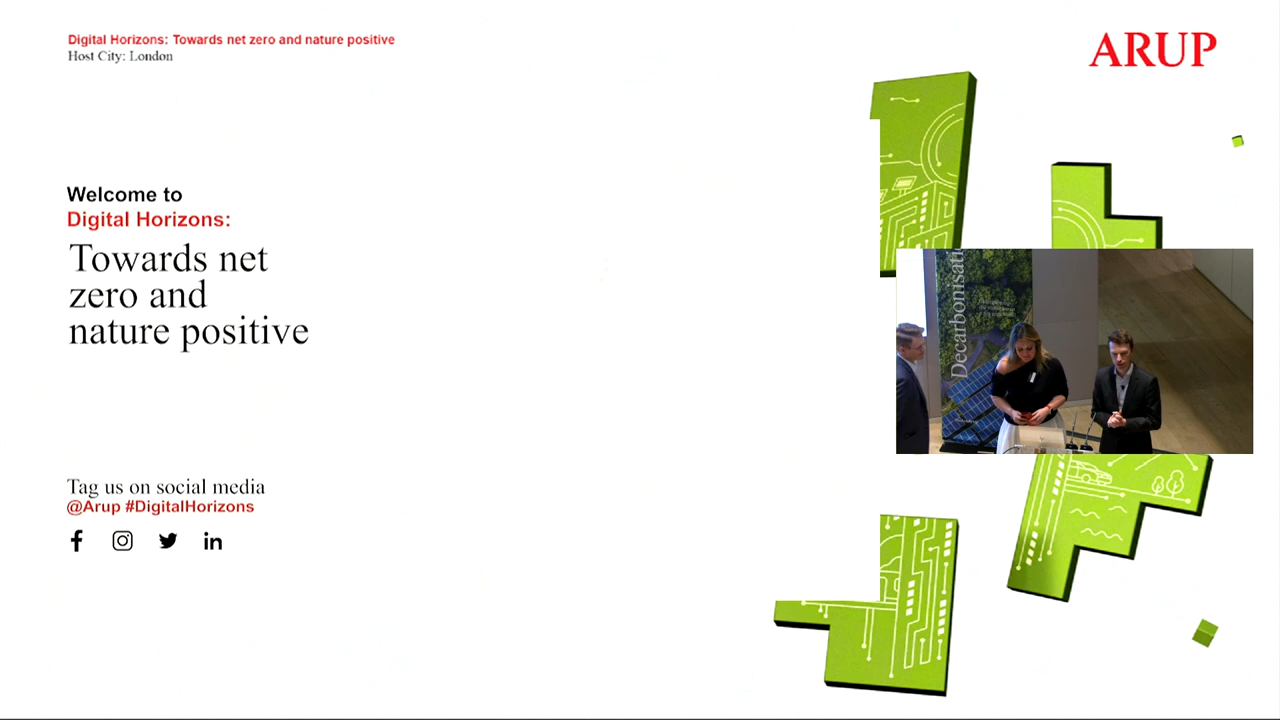 Digital Horizons: Towards net zero and nature positive
Host City: London
ARUP
Welcome to
Digital Horizons:
Towards net
zero and
nature positive
Decarbonisati
Tag us on social media
@Arup #DigitalHorizons